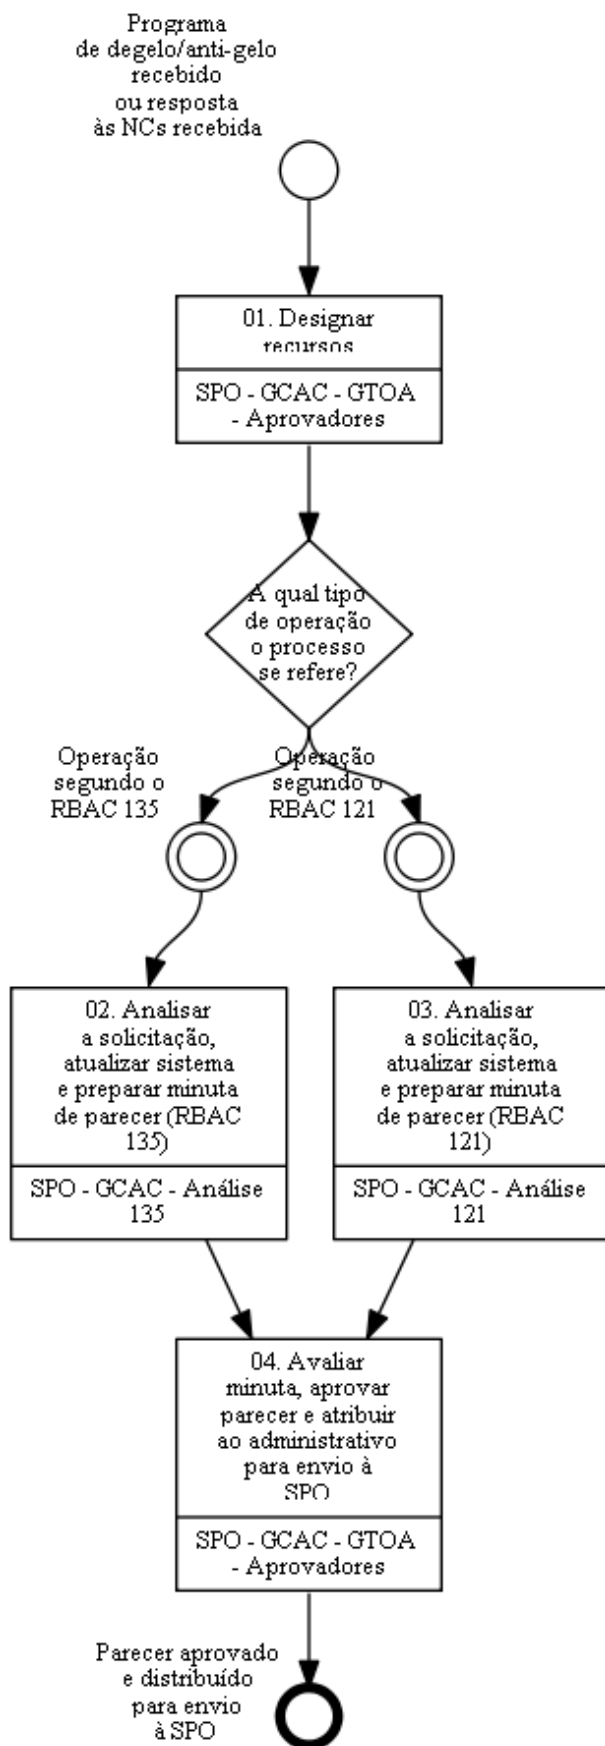 Programa
de degelo/anti-gelo
recebido
ou resposta
às NCs recebida
01. Designar
recursos
SPO - GCAC - GTOA
- Aprovadores
A qual tipo
de operação
o processo
se refere?
Operação
segundo o
RBAC 135
Operação
segundo o
RBAC 121
02. Analisar
a solicitação,
atualizar sistema
e preparar minuta
de parecer (RBAC
135)
SPO - GCAC - Análise
135
03. Analisar
a solicitação,
atualizar sistema
e preparar minuta
de parecer (RBAC
121)
SPO - GCAC - Análise
121
04. Avaliar
minuta, aprovar
parecer e atribuir
ao administrativo
para envio à
SPO
SPO - GCAC - GTOA
- Aprovadores
Parecer aprovado
e distribuído
para envio
à SPO